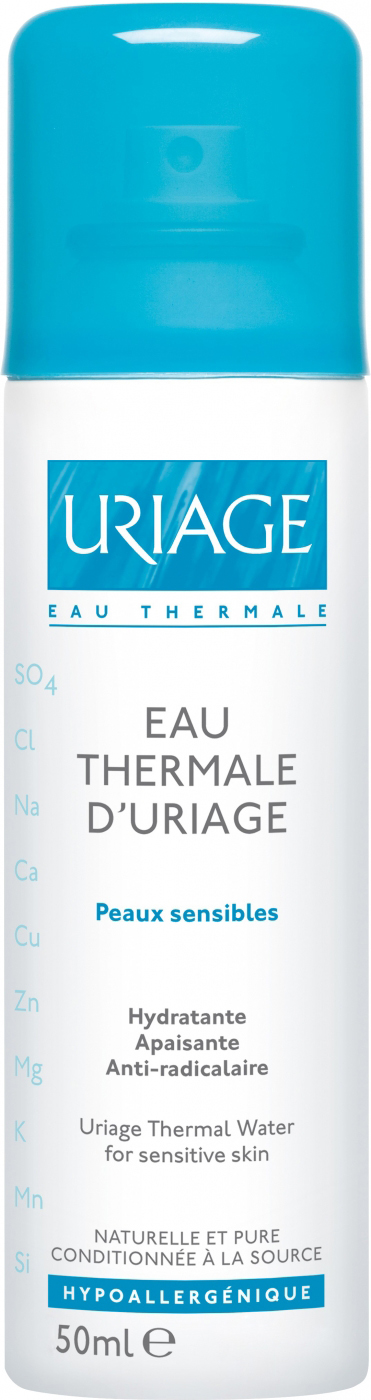 URIAGE
EAU THERMALE
SO4
Cl
Na
Ca
Cu
Zn
Mg
K
Mn
Si
EAU
THERMALE
D'URIAGE
Peaux sensibles
Hydratante
Apaisante
Anti-radicalaire
Uriage Thermal Water
for sensitive skin
NATURELLE ET PURE
CONDITIONNÉE À LA SOURCE
HYPOALLERGÉNIQUE
50ml ℮